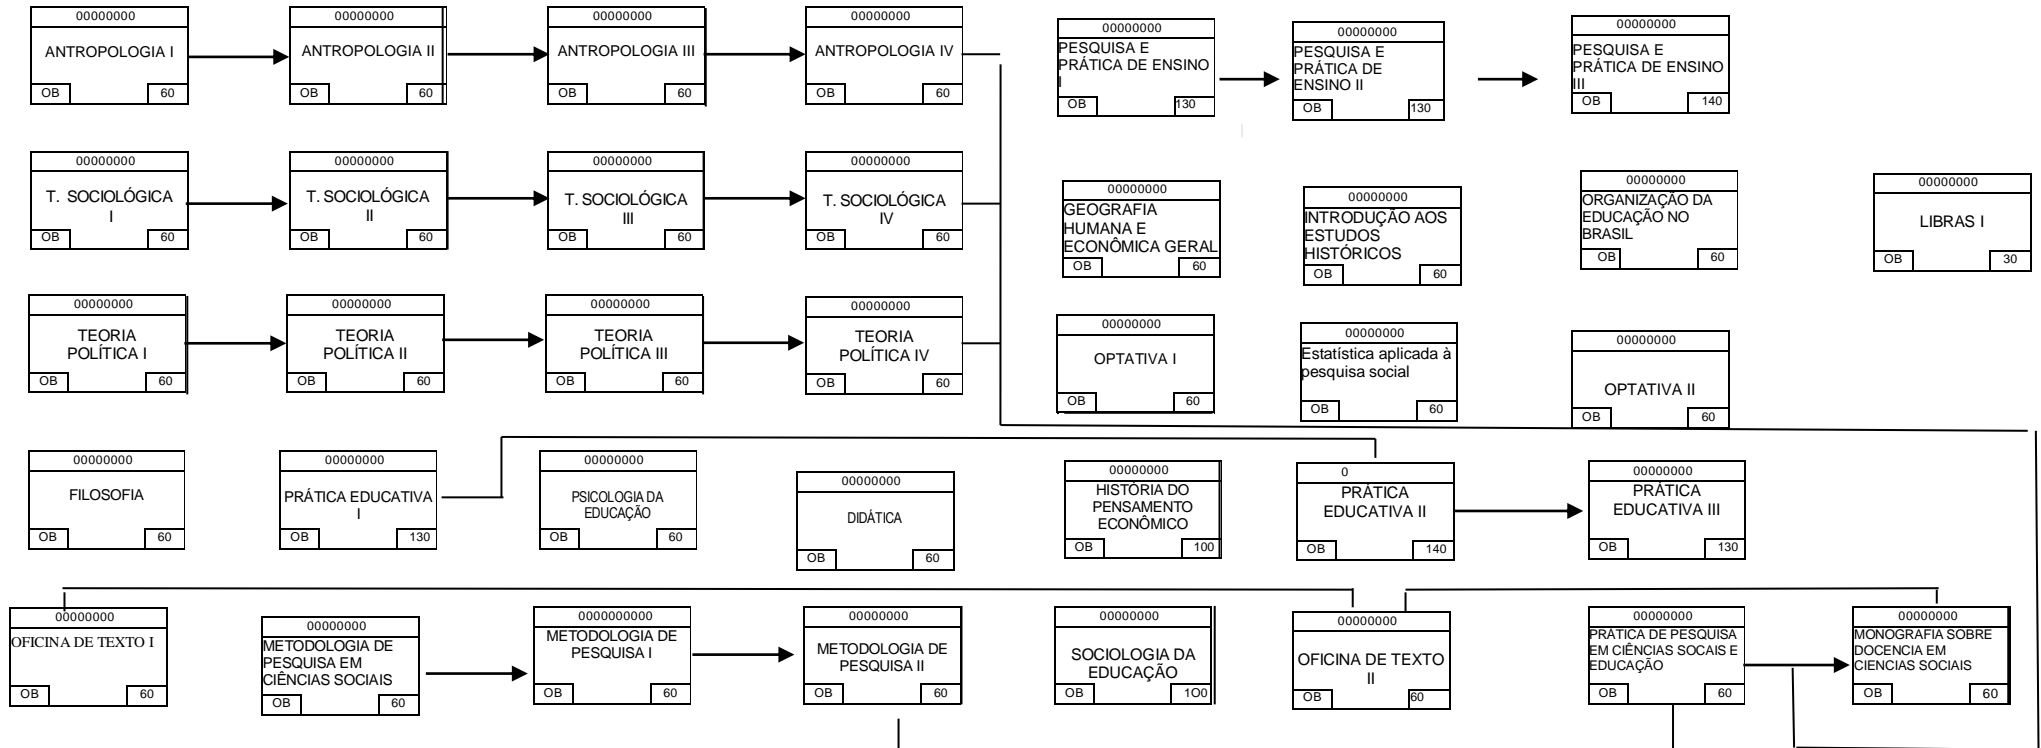 00000000
ANTROPOLOGIA I
OB 60
00000000
ANTROPOLOGIA II
OB 60
00000000
ANTROPOLOGIA III
OB 60
00000000
ANTROPOLOGIA IV
OB 60
00000000
PESQUISA E
PRÁTICA DE ENSINO
I
OB 130
00000000
PESQUISA E
PRÁTICA DE
ENSINO II
OB 130
00000000
PESQUISA E
PRÁTICA DE ENSINO
III
OB 140
00000000
T. SOCIOLÓGICA
I
OB 60
00000000
T. SOCIOLÓGICA
II
OB 60
00000000
T. SOCIOLÓGICA
III
OB 60
00000000
T. SOCIOLÓGICA
IV
OB 60
00000000
GEOGRAFIA
HUMANA E
ECONÔMICA GERAL
OB 60
00000000
INTRODUÇÃO AOS
ESTUDOS
HISTÓRICOS
OB 60
00000000
ORGANIZAÇÃO DA
EDUCAÇÃO NO
BRASIL
OB 60
00000000
LIBRAS I
OB 30
00000000
TEORIA
POLÍTICA I
OB 60
00000000
TEORIA
POLÍTICA II
OB 60
00000000
TEORIA
POLÍTICA III
OB 60
00000000
TEORIA
POLÍTICA IV
OB 60
00000000
OPTATIVA I
OB 60
00000000
Estatística aplicada à
pesquisa social
OB 60
00000000
OPTATIVA II
OB 60
00000000
FILOSOFIA
OB 60
00000000
PRÁTICA EDUCATIVA
I
OB 130
00000000
PSICOLOGIA DA
EDUCAÇÃO
OB 60
00000000
DIDÁTICA
OB 60
00000000
HISTÓRIA DO
PENSAMENTO
ECONÔMICO
OB 100
0
PRÁTICA
EDUCATIVA II
OB 140
00000000
PRÁTICA
EDUCATIVA III
OB 130
00000000
OFICINA DE TEXTO I
OB 60
00000000
METODOLOGIA DE
PESQUISA EM
CIÊNCIAS SOCIAIS
OB 60
0000000000
METODOLOGIA DE
PESQUISA I
OB 60
00000000
METODOLOGIA DE
PESQUISA II
OB 60
00000000
SOCIOLOGIA DA
EDUCAÇÃO
OB 1O0
00000000
OFICINA DE TEXTO
II
OB 60
00000000
PRÁTICA DE PESQUISA
EM CIÊNCIAS SOCAIS E
EDUCAÇÃO
OB 60
00000000
MONOGRAFIA SOBRE
DOCENCIA EM
CIENCIAS SOCIAIS
OB 60